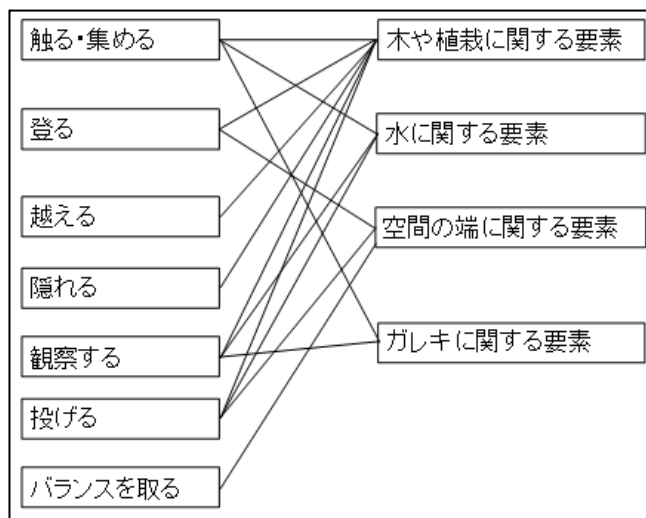 触る・集める
登る
越える
隠れる
観察する
投げる
バランスを取る
木や植栽に関する要素
水に関する要素
空間の端に関する要素
ガレキに関する要素